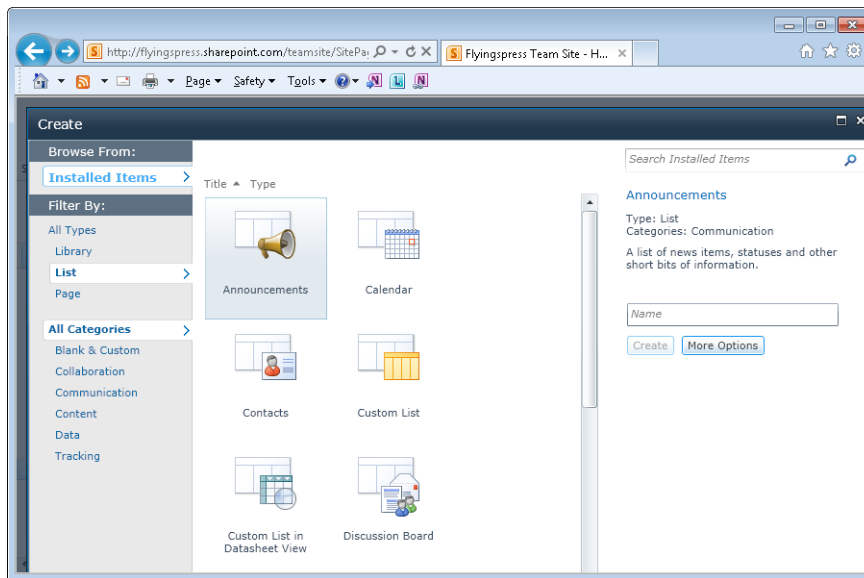 http://flyingspress.sharepoint.com/teamsite/SitePa
Flyingspress Team Site - H...
Page
Safety
Tools
Create
Browse From:
Installed Items
Filter By:
All Types
Library
List
Page
All Categories
Blank & Custom
Collaboration
Communication
Content
Data
Tracking
Title Type
Announcements
Calendar
Contacts
Custom List
Custom List in
Datasheet View
Discussion Board
Search Installed Items
Announcements
Type: List
Categories: Communication
A list of news items, statuses and other
short bits of information.
Name
Create
More Options